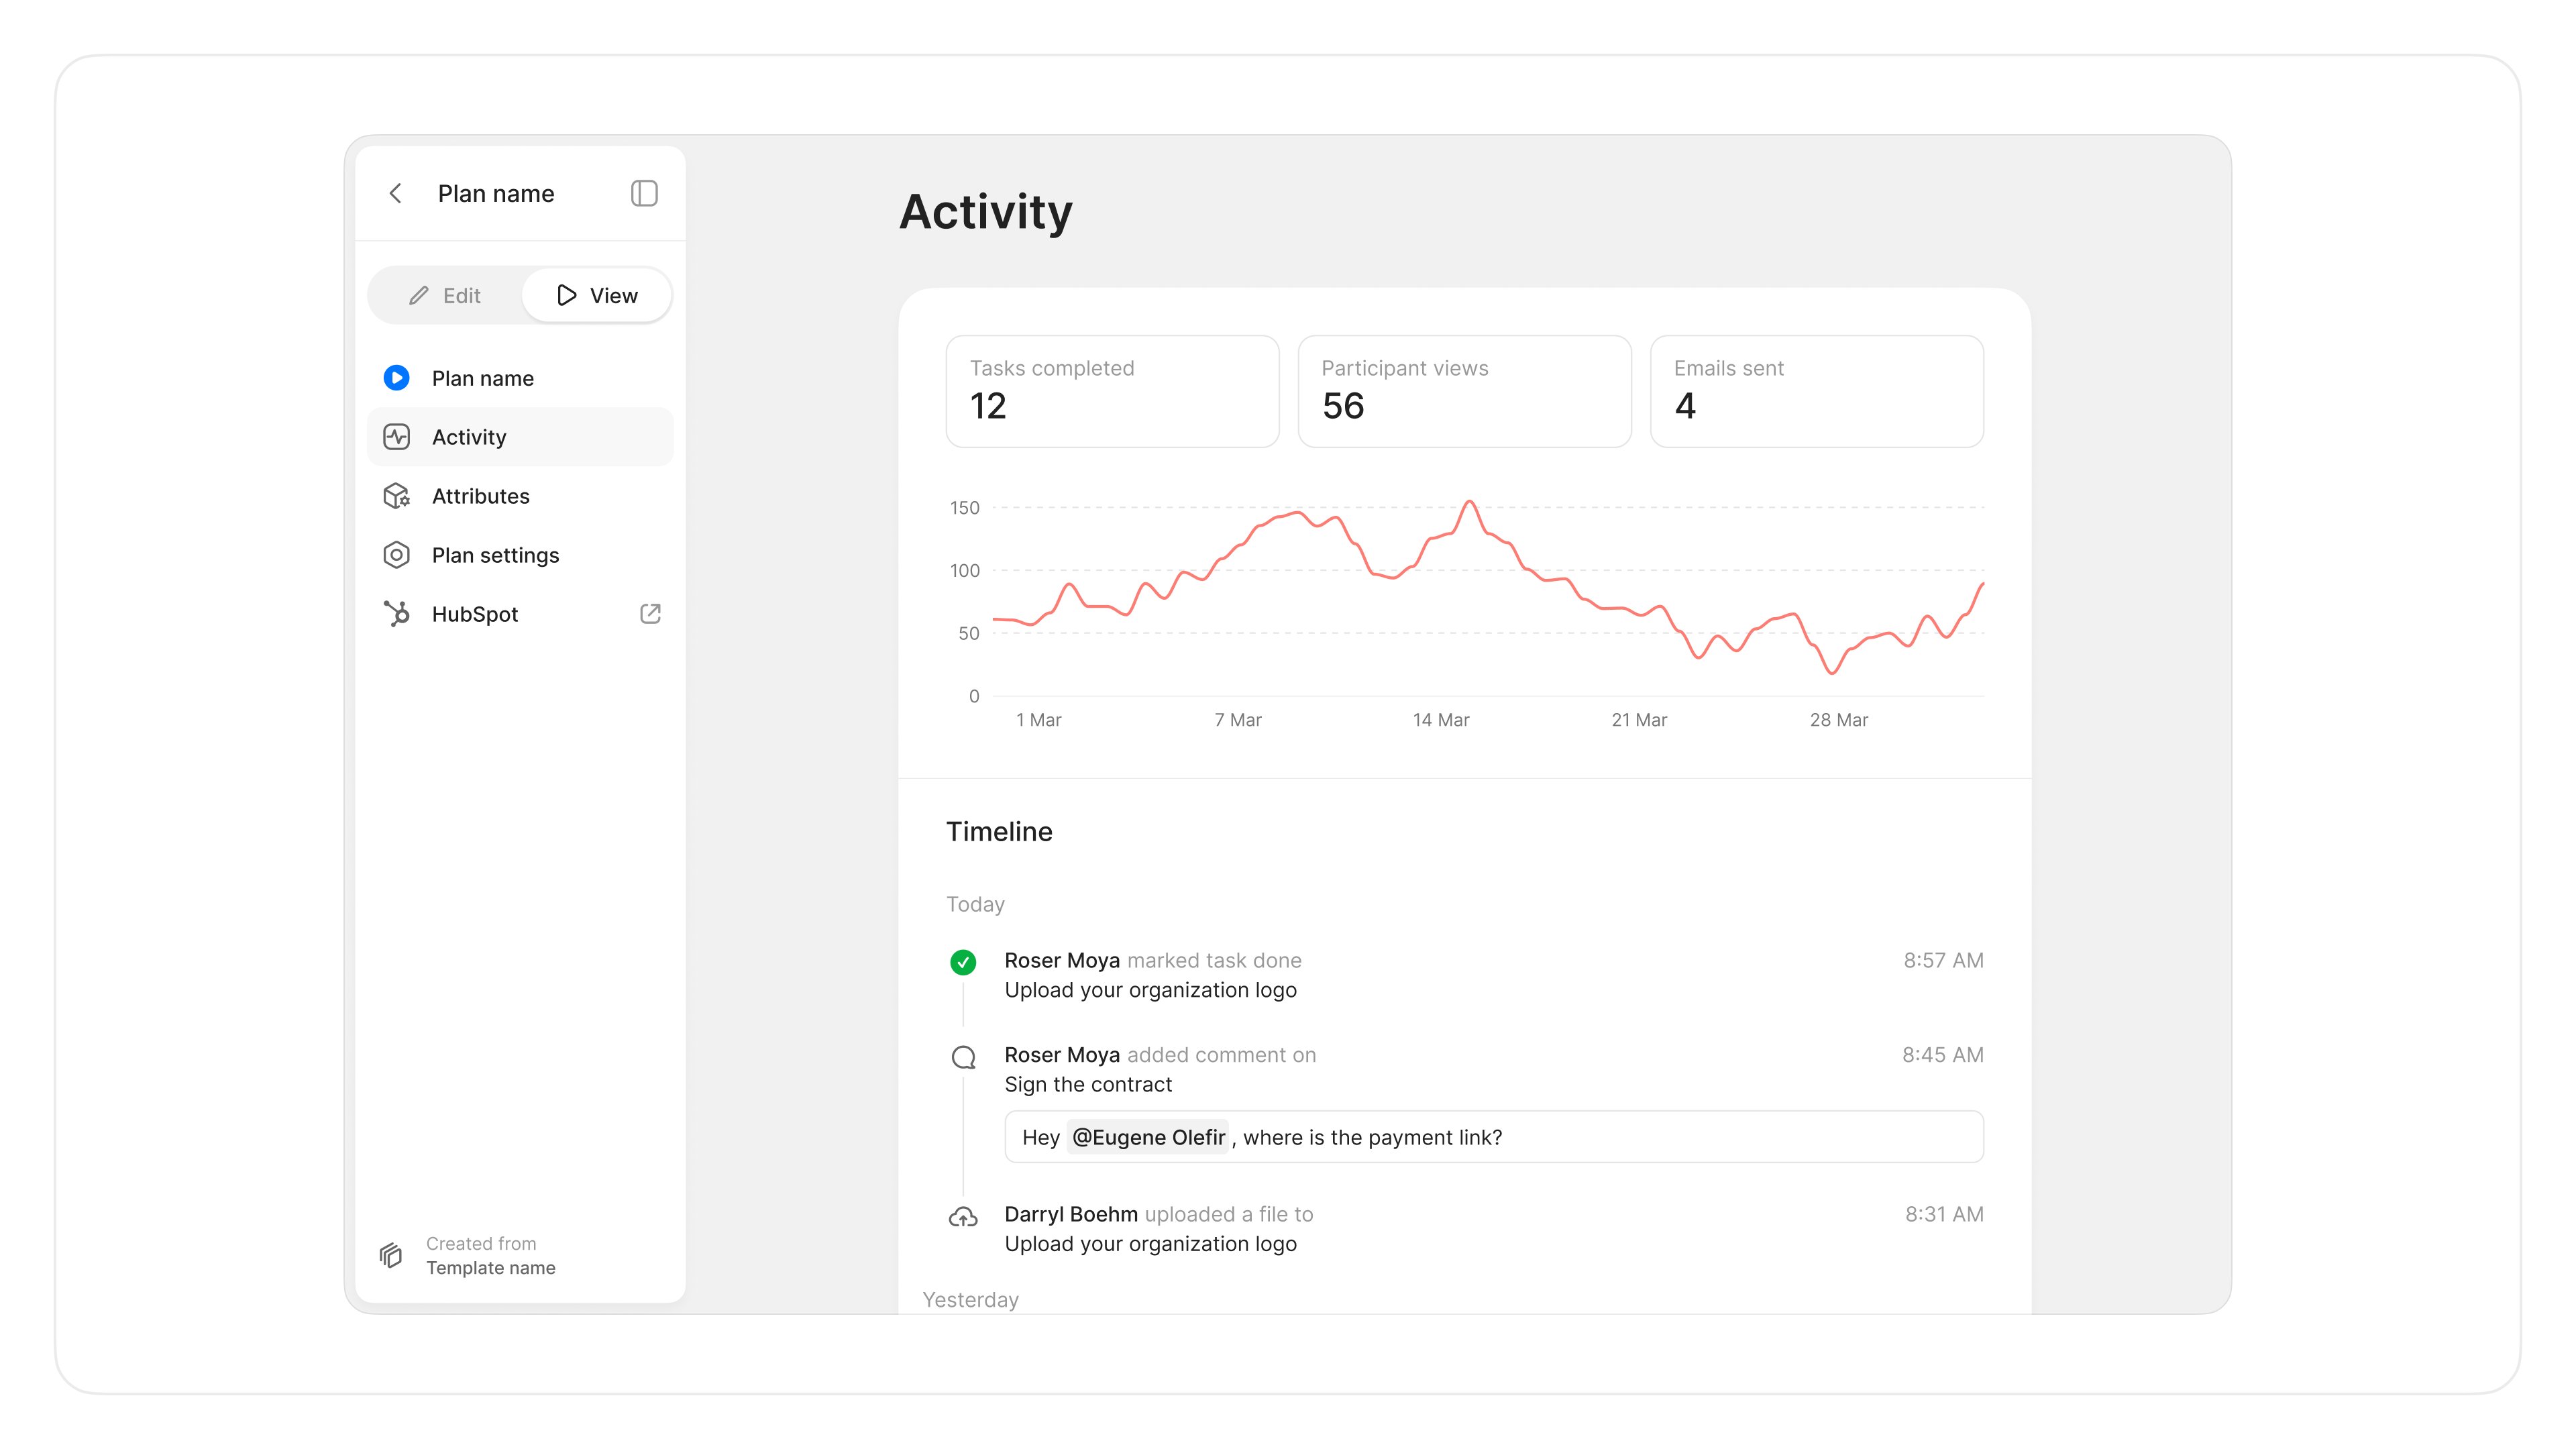 Plan name
Edit
View
Plan name
Activity
Attributes
Plan settings
HubSpot
Created from
Template name
Activity
Tasks completed
12
Participant views
56
Emails sent
4
150
100
50
0
1 Mar
7 Mar
14 Mar
21 Mar
28 Mar
Timeline
Today
Roser Moya marked task done
8:57 AM
Upload your organization logo
Roser Moya added comment on
8:45 AM
Sign the contract
Hey @Eugene Olefir , where is the payment link?
Darryl Boehm uploaded a file to
8:31 AM
Upload your organization logo
Yesterday